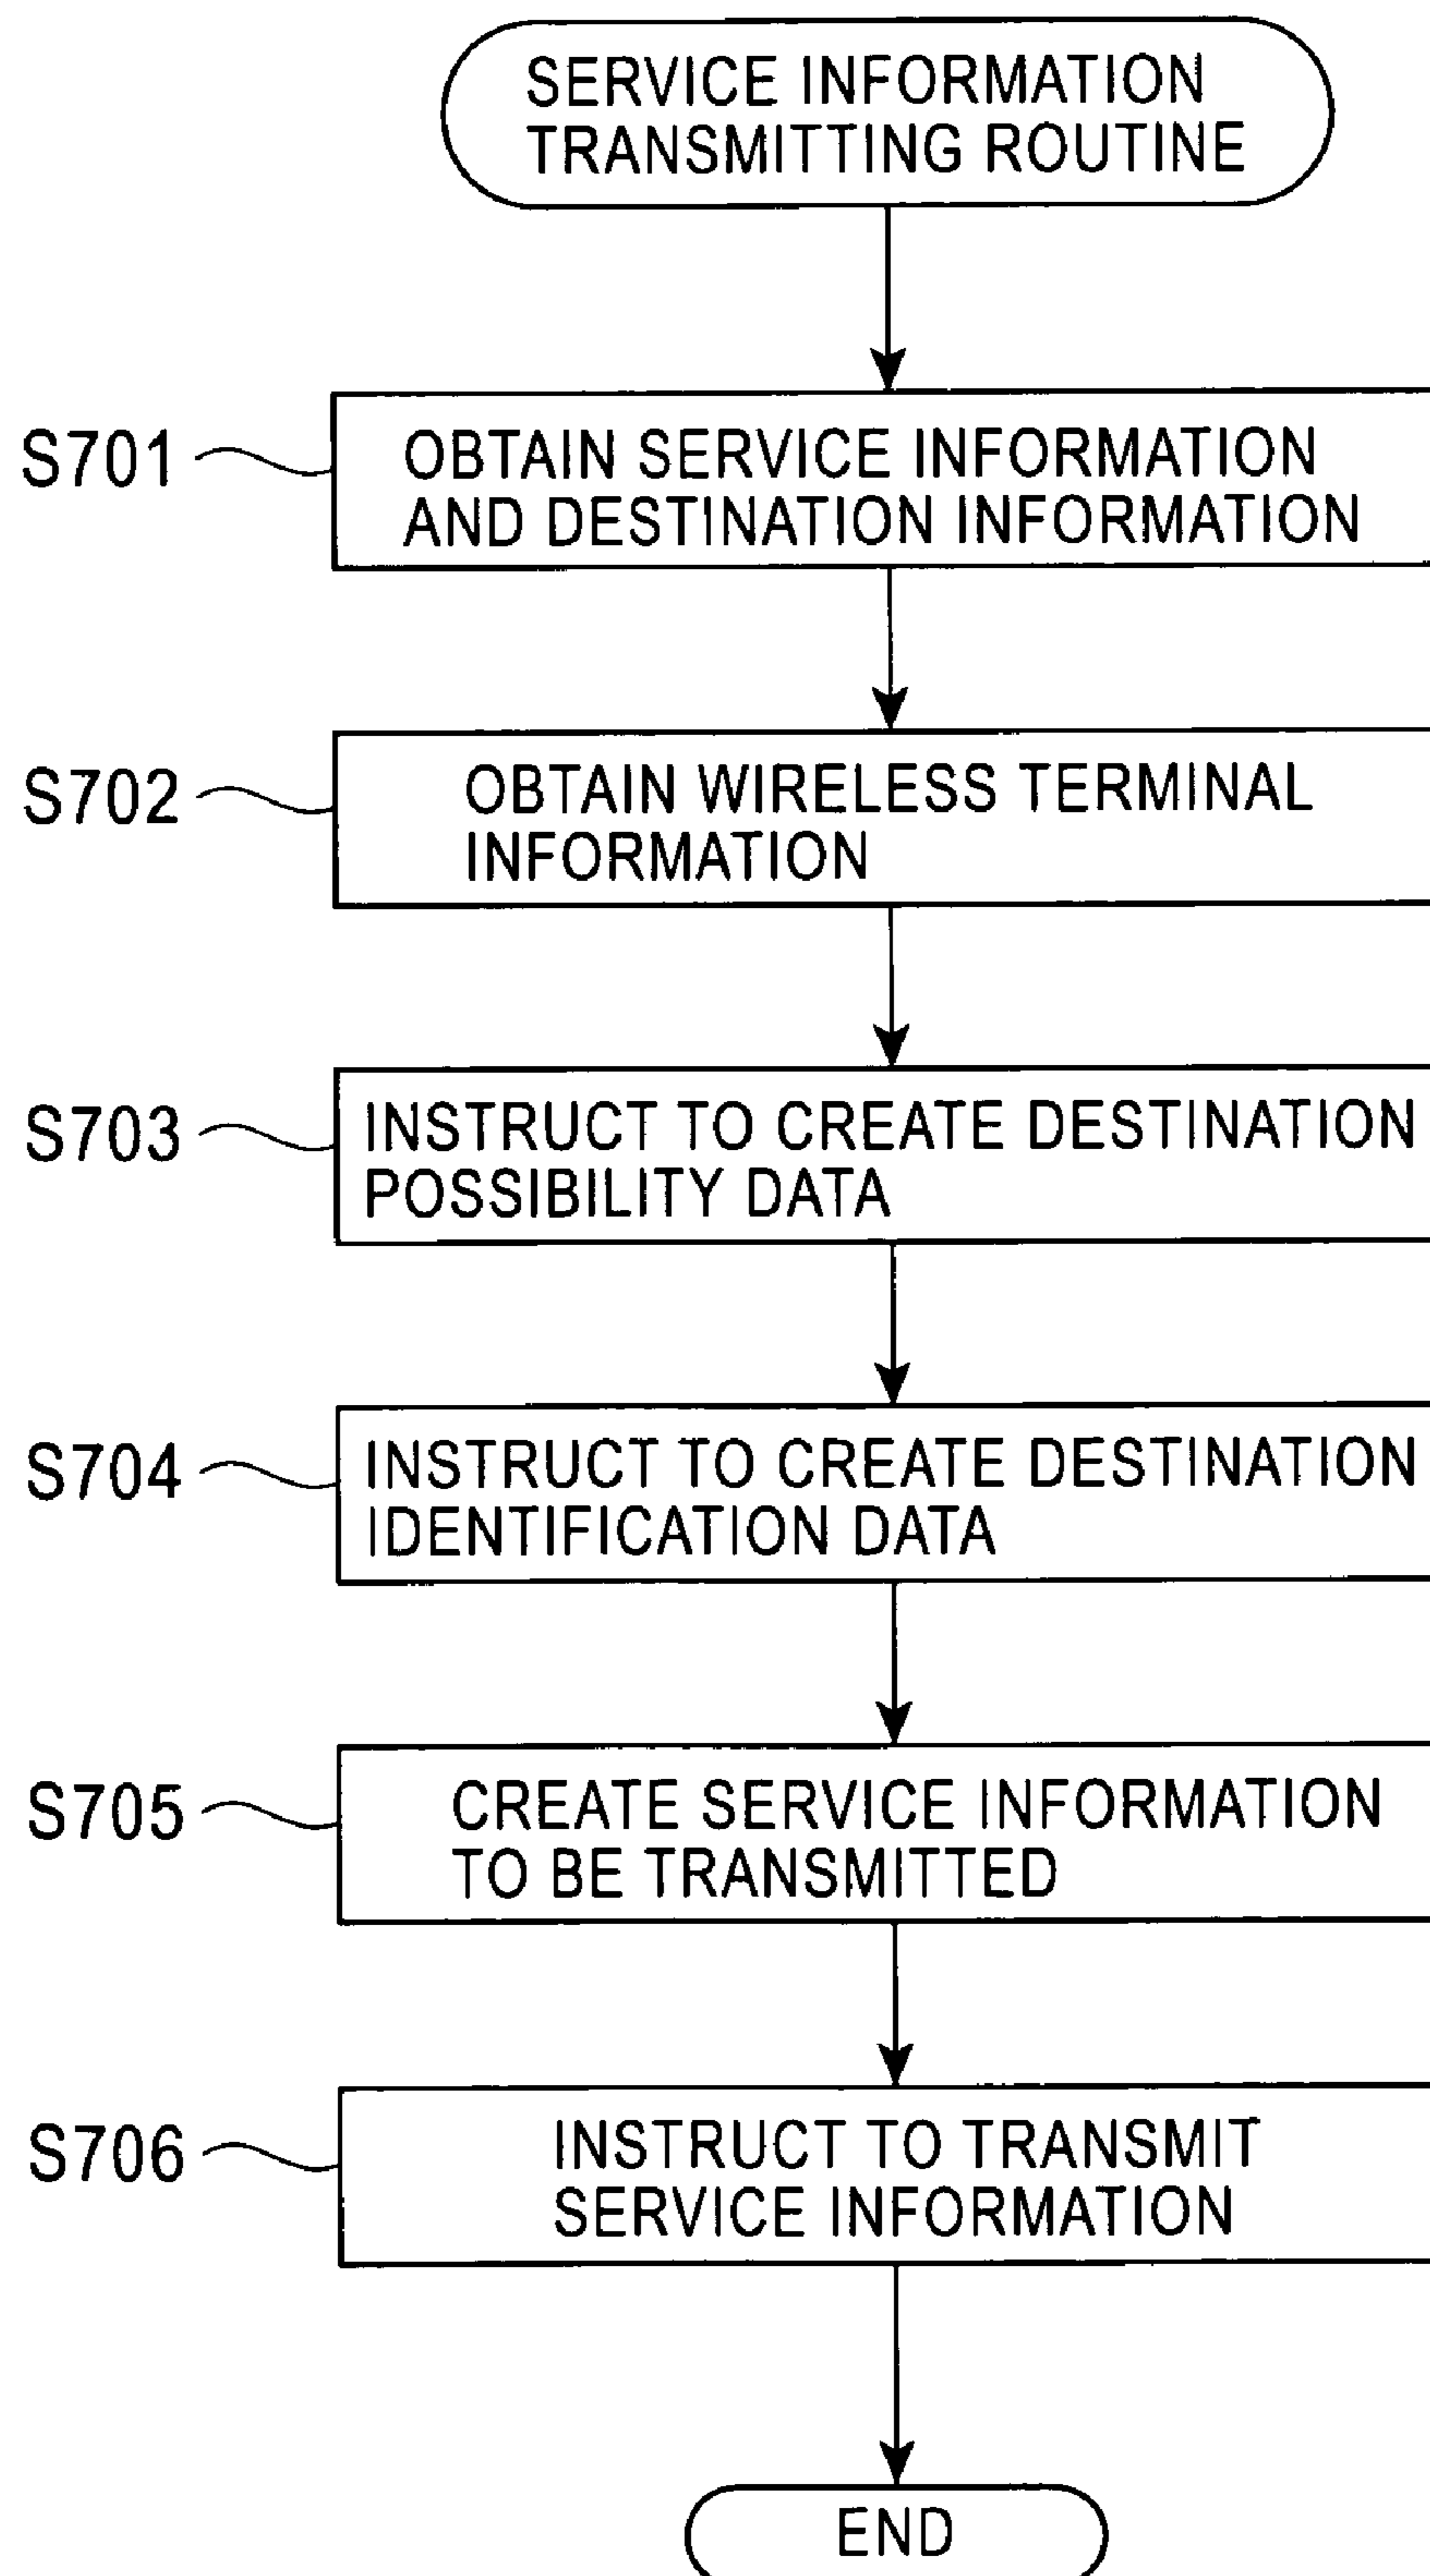 SERVICE INFORMATION
TRANSMITTING ROUTINE
S701
OBTAIN SERVICE INFORMATION
AND DESTINATION INFORMATION
S702
OBTAIN WIRELESS TERMINAL
INFORMATION
S703
INSTRUCT TO CREATE DESTINATION
POSSIBILITY DATA
S704
INSTRUCT TO CREATE DESTINATION
IDENTIFICATION DATA
S705
CREATE SERVICE INFORMATION
TO BE TRANSMITTED
S706
INSTRUCT TO TRANSMIT
SERVICE INFORMATION
END